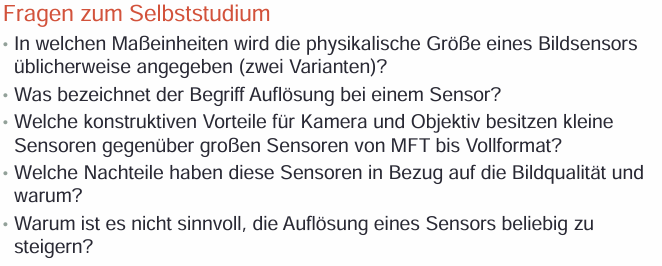 Fragen zum Selbststudium
• In welchen Maßeinheiten wird die physikalische Größe eines Bildsensors
üblicherweise angegeben (zwei Varianten)?
• Was bezeichnet der Begriff Auflösung bei einem Sensor?
• Welche konstruktiven Vorteile für Kamera und Objektiv besitzen kleine
Sensoren gegenüber großen Sensoren von MFT bis Vollformat?
• Welche Nachteile haben diese Sensoren in Bezug auf die Bildqualität und
warum?
• Warum ist es nicht sinnvoll, die Auflösung eines Sensors beliebig zu
steigern?